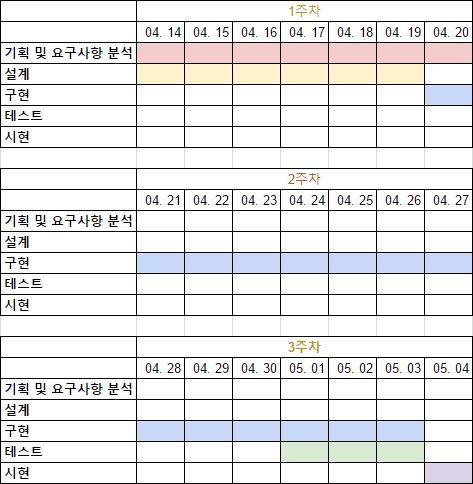 1주차
04. 14 04. 15 04. 16 04. 17 04. 18 04. 19 04. 20
기획 및 요구사항 분석
설계
구현
테스트
시현
2주차
04. 21 04. 22 04. 23 04. 24 04. 25 04. 26 04. 27
기획 및 요구사항 분석
설계
구현
테스트
시현
3주차
04. 28 04. 29 04. 30 05. 01 05. 02 05. 03 05. 04
기획 및 요구사항 분석
설계
구현
테스트
시현